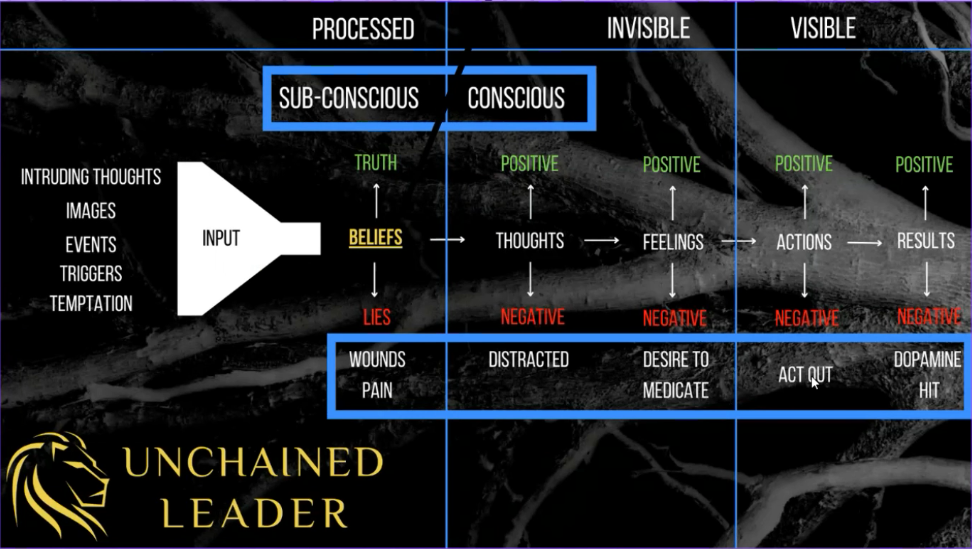 PROCESSED INVISIBLE VISIBLE
SUB-CONSCIOUS CONSCIOUS
TRUTH POSITIVE POSITIVE POSITIVE POSITIVE
INTRUDING THOUGHTS
IMAGES
EVENTS
TRIGGERS
TEMPTATION
INPUT
BELIEFS THOUGHTS FEELINGS ACTIONS RESULTS
LIES NEGATIVE NEGATIVE NEGATIVE NEGATIVE
WOUNDS
PAIN
DISTRACTED
DESIRE TO
MEDICATE
ACT OUT
DOPAMINE
HIT
UNCHAINED
LEADER